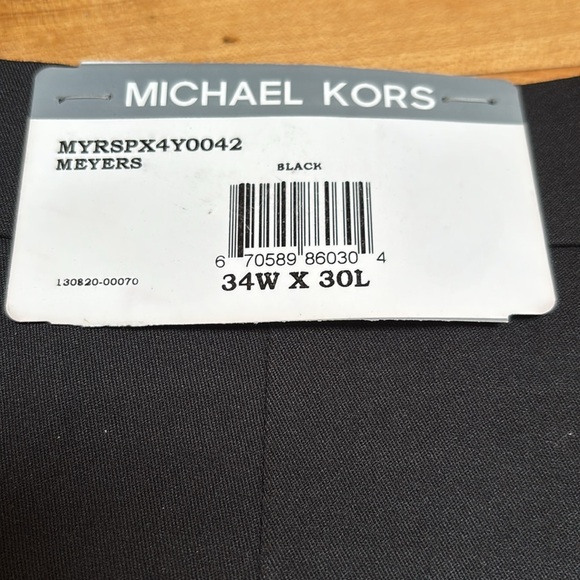 MICHAEL KORS
MYRSPX4Y0042
MEYERS
BLACK
6 70589 86030 4
130820-00070
34W X 30L